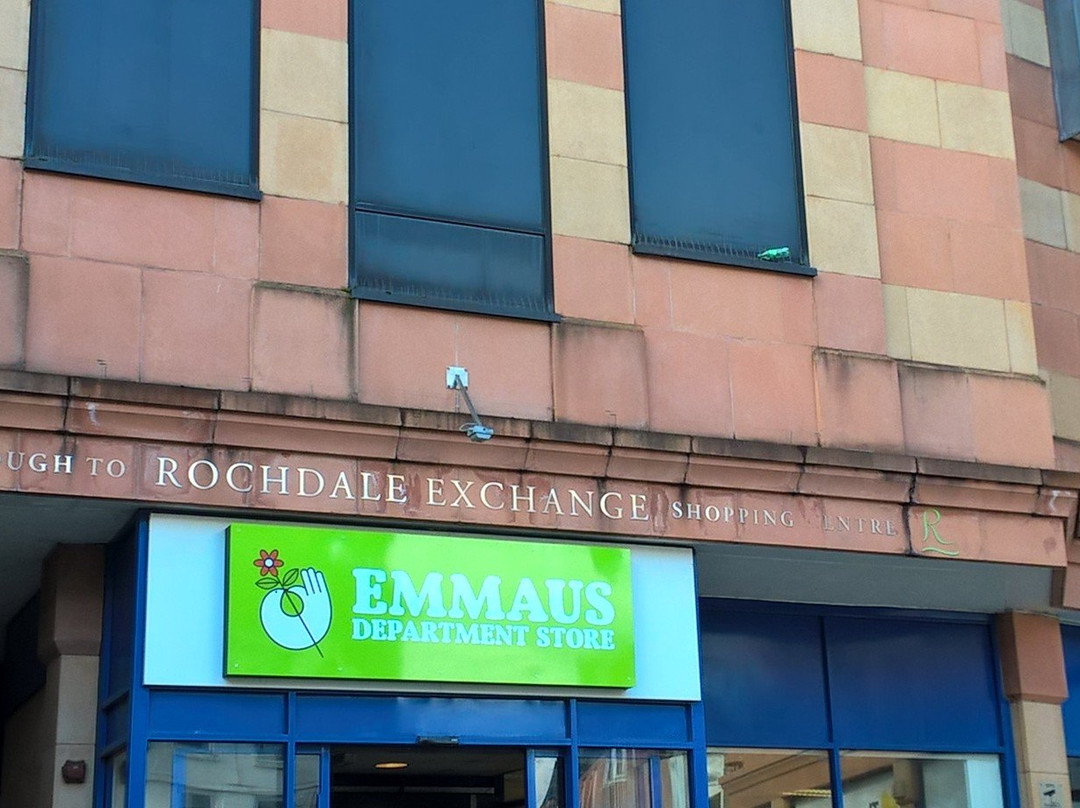 UGH TO ROCHDALE EXCHANGE SHOPPING ENTRE R
EMMAUS
DEPARTMENT STORE